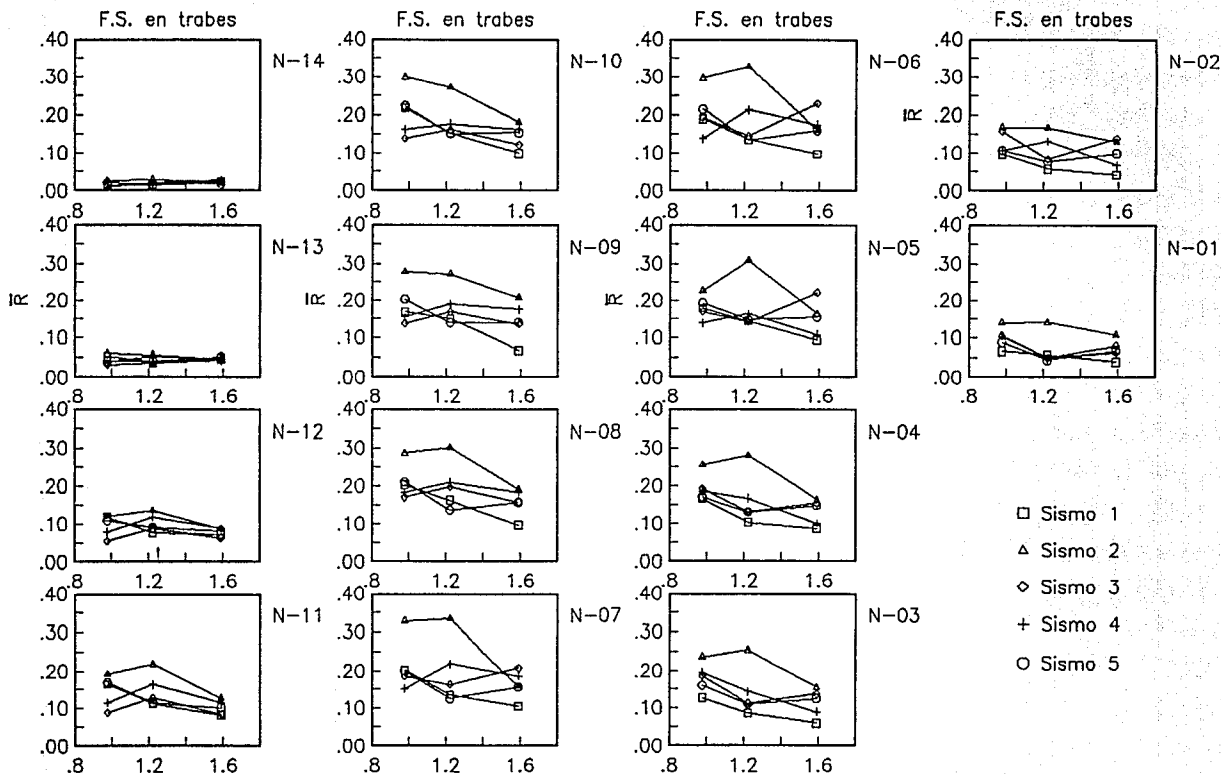 F.S. en trabes F.S. en trabes F.S. en trabes F.S. en trabes
.40 N-14 .40 N-10 .40 N-06 .40 N-02
.30 .30 .30 .30
.20 .20 .20 R̅ .20
.10 .10 .10 .10
.00 .00 .00 .00
.8 1.2 1.6 .8 1.2 1.6 .8 1.2 1.6 .8 1.2 1.6
.40 N-13 .40 N-09 .40 N-05 .40 N-01
.30 .30 .30 .30
R̅ .20 R̅ .20 R̅ .20 .20
.10 .10 .10 .10
.00 .00 .00 .00
.8 1.2 1.6 .8 1.2 1.6 .8 1.2 1.6 .8 1.2 1.6
.40 N-12 .40 N-08 .40 N-04
.30 .30 .30
.20 .20 .20
.10 .10 .10
.00 .00 .00
.8 1.2 1.6 .8 1.2 1.6 .8 1.2 1.6
.40 N-11 .40 N-07 .40 N-03
.30 .30 .30
.20 .20 .20
.10 .10 .10
.00 .00 .00
.8 1.2 1.6 .8 1.2 1.6 .8 1.2 1.6
Sismo 1
Sismo 2
Sismo 3
Sismo 4
Sismo 5